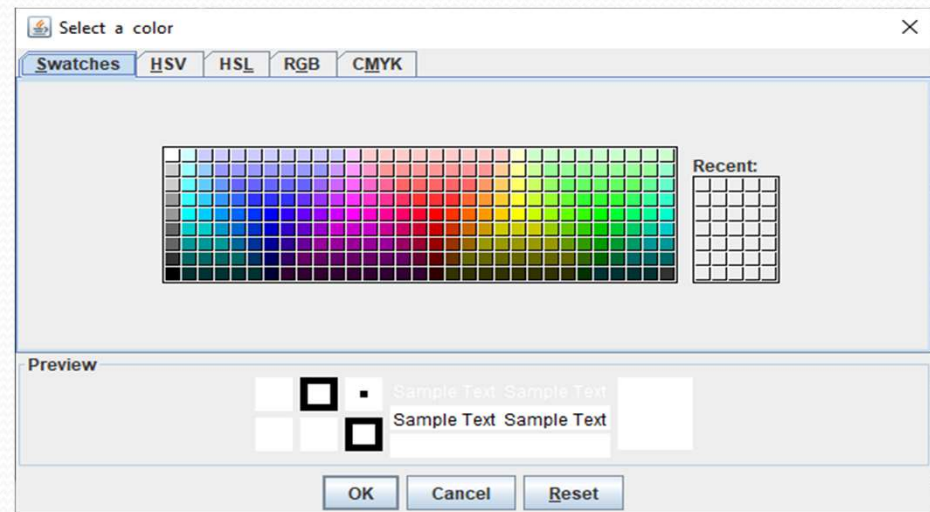 Select a color
Swatches HSV HSL RGB CMYK
Recent:
Preview
Sample Text Sample Text
Sample Text Sample Text
OK Cancel Reset